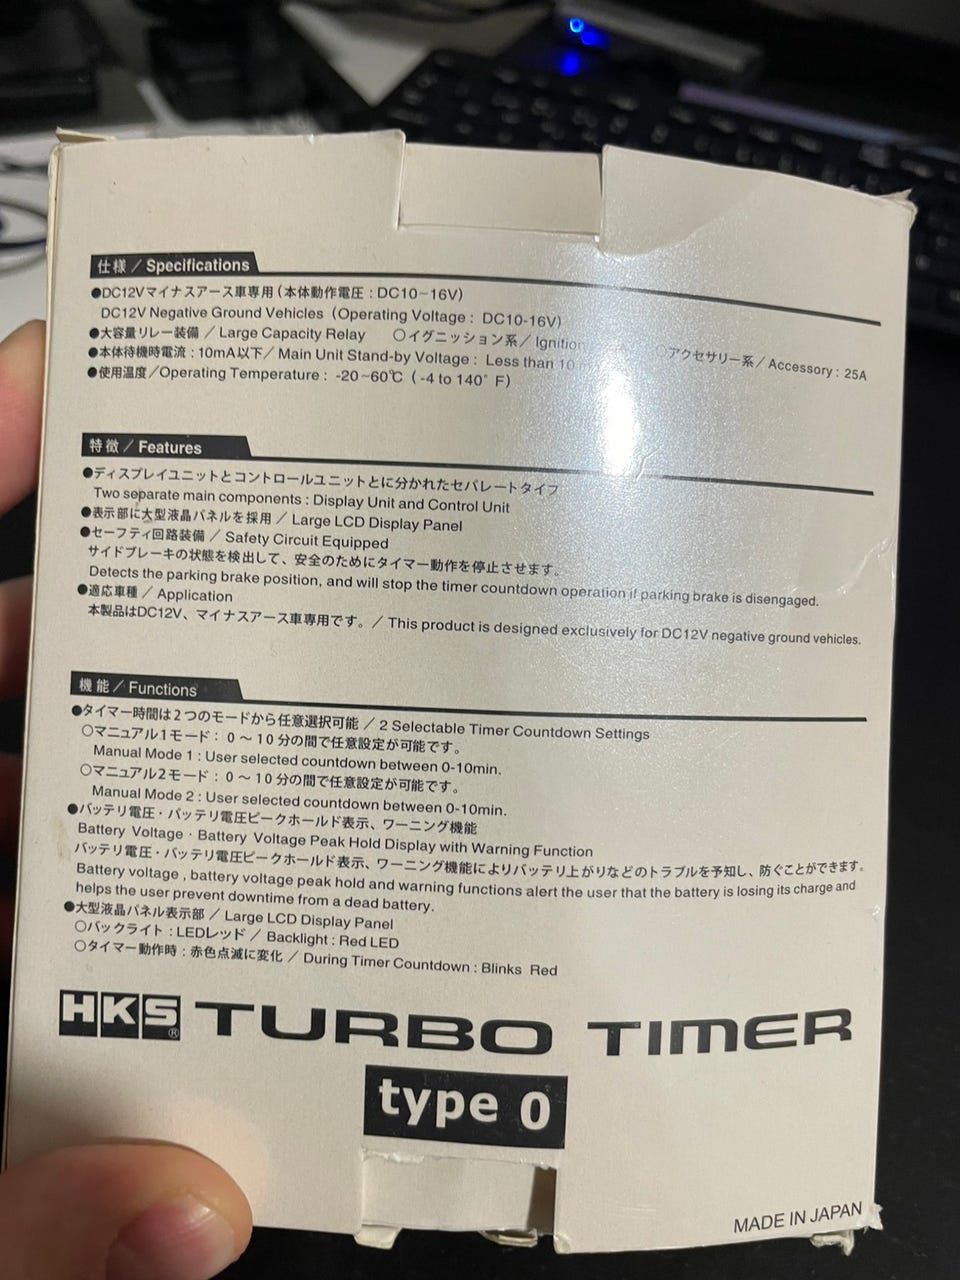 仕様 / Specifications
●DC12Vマイナスアース車専用(本体動作電圧:DC10~16V)
DC12V Negative Ground Vehicles (Operating Voltage : DC10-16V)
●大容量リレー装備 / Large Capacity Relay ○イグニッション系 / Ignition ○アクセサリー系 / Accessory : 25A
●本体待機時電流:10mA以下 / Main Unit Stand-by Voltage : Less than 10
●使用温度/Operating Temperature : -20~60℃ ( -4 to 140° F)
特徴 / Features
●ディスプレイユニットとコントロールユニットとに分かれたセパレートタイプ
Two separate main components : Display Unit and Control Unit
●表示部に大型液晶パネルを採用 / Large LCD Display Panel
●セーフティ回路装備 / Safety Circuit Equipped
サイドブレーキの状態を検出して、安全のためにタイマー動作を停止させます。
Detects the parking brake position, and will stop the timer countdown operation if parking brake is disengaged.
●適応車種 / Application
本製品はDC12V、マイナスアース車専用です。/ This product is designed exclusively for DC12V negative ground vehicles.
機能 / Functions
●タイマー時間は2つのモードから任意選択可能 / 2 Selectable Timer Countdown Settings
○マニュアル1モード:0~10分の間で任意設定が可能です。
Manual Mode 1 : User selected countdown between 0-10min.
○マニュアル2モード:0~10分の間で任意設定が可能です。
Manual Mode 2 : User selected countdown between 0-10min.
●バッテリ電圧・バッテリ電圧ピークホールド表示、ワーニング機能
Battery Voltage · Battery Voltage Peak Hold Display with Warning Function
バッテリ電圧・バッテリ電圧ピークホールド表示、ワーニング機能によりバッテリ上がりなどのトラブルを予知し、防ぐことができます。
Battery voltage , battery voltage peak hold and warning functions alert the user that the battery is losing its charge and
helps the user prevent downtime from a dead battery.
●大型液晶パネル表示部 / Large LCD Display Panel
○バックライト:LEDレッド / Backlight : Red LED
○タイマー動作時:赤色点滅に変化 / During Timer Countdown : Blinks Red
HKS® TURBO TIMER
type 0
MADE IN JAPAN